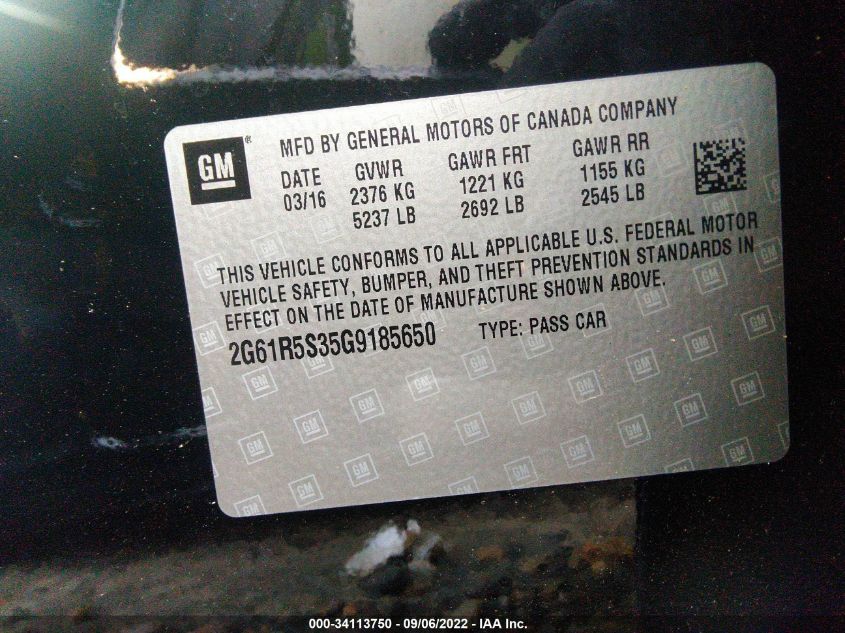 GM ®
MFD BY GENERAL MOTORS OF CANADA COMPANY
DATE GVWR GAWR FRT GAWR RR
03/16 2376 KG 1221 KG 1155 KG
5237 LB 2692 LB 2545 LB
THIS VEHICLE CONFORMS TO ALL APPLICABLE U.S. FEDERAL MOTOR
VEHICLE SAFETY, BUMPER, AND THEFT PREVENTION STANDARDS IN
EFFECT ON THE DATE OF MANUFACTURE SHOWN ABOVE.
2G61R5S35G9185650 TYPE: PASS CAR
000-34113750 - 09/06/2022 - IAA Inc.